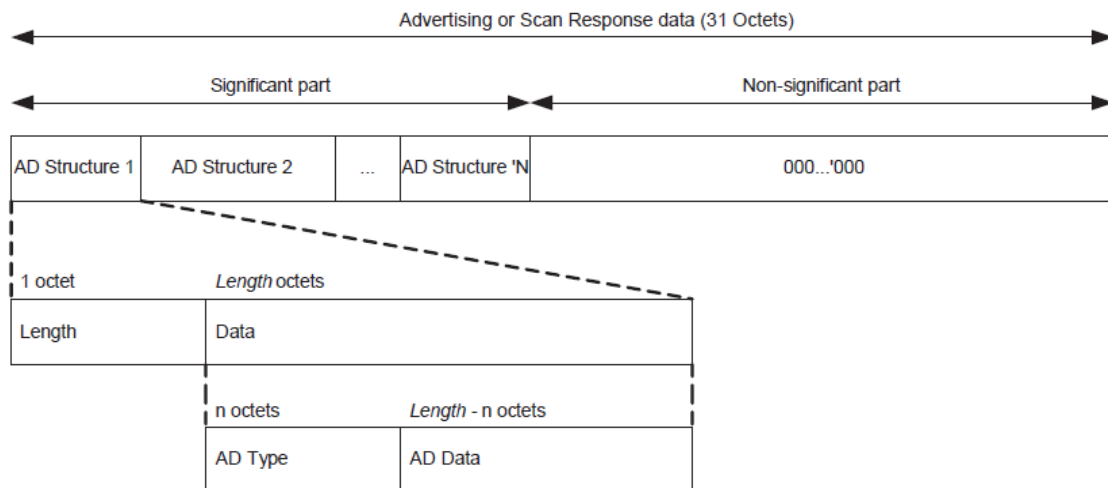 Advertising or Scan Response data (31 Octets)
Significant part
Non-significant part
AD Structure 1
AD Structure 2
...
AD Structure 'N
000...'000
1 octet
Length octets
Length
Data
n octets
Length - n octets
AD Type
AD Data